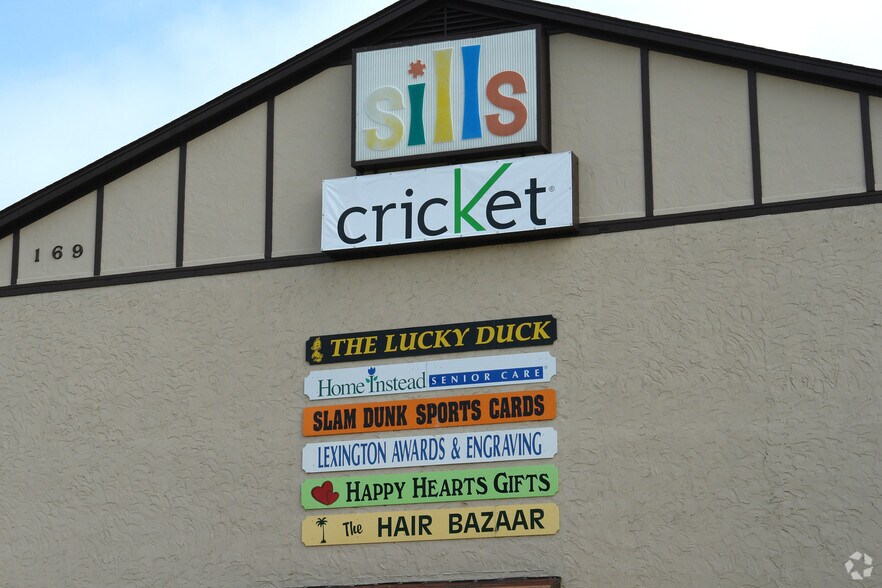 sills
cricket®
169
THE LUCKY DUCK
Home Instead SENIOR CARE®
SLAM DUNK SPORTS CARDS
LEXINGTON AWARDS & ENGRAVING
HAPPY HEARTS GIFTS
The HAIR BAZAAR